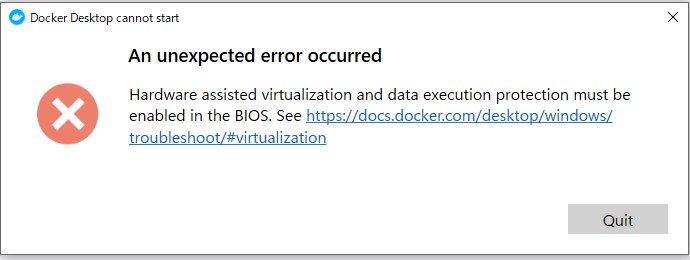 Docker Desktop cannot start
An unexpected error occurred
Hardware assisted virtualization and data execution protection must be
enabled in the BIOS. See https://docs.docker.com/desktop/windows/
troubleshoot/#virtualization
Quit